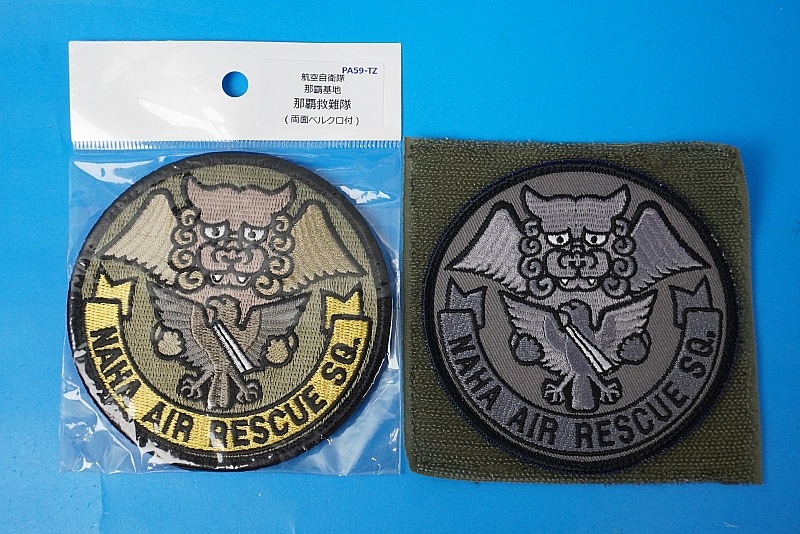 PA59-TZ
航空自衛隊
那覇基地
那覇救難隊
(両面ベルクロ付)
NAHA AIR RESCUE SQ.
NAHA AIR RESCUE SQ.